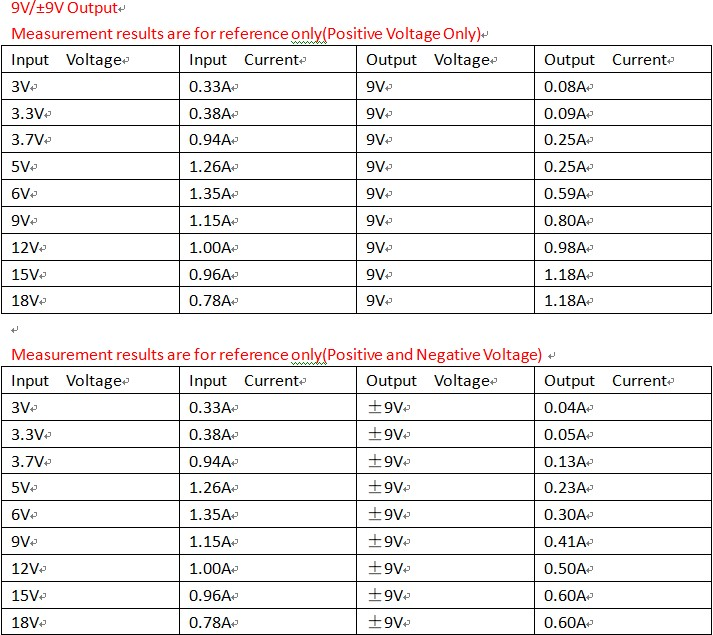 9V/±9V Output
Measurement results are for reference only(Positive Voltage Only)
Input Voltage Input Current Output Voltage Output Current
3V 0.33A 9V 0.08A
3.3V 0.38A 9V 0.09A
3.7V 0.94A 9V 0.25A
5V 1.26A 9V 0.25A
6V 1.35A 9V 0.59A
9V 1.15A 9V 0.80A
12V 1.00A 9V 0.98A
15V 0.96A 9V 1.18A
18V 0.78A 9V 1.18A
Measurement results are for reference only(Positive and Negative Voltage)
Input Voltage Input Current Output Voltage Output Current
3V 0.33A ±9V 0.04A
3.3V 0.38A ±9V 0.05A
3.7V 0.94A ±9V 0.13A
5V 1.26A ±9V 0.23A
6V 1.35A ±9V 0.30A
9V 1.15A ±9V 0.41A
12V 1.00A ±9V 0.50A
15V 0.96A ±9V 0.60A
18V 0.78A ±9V 0.60A